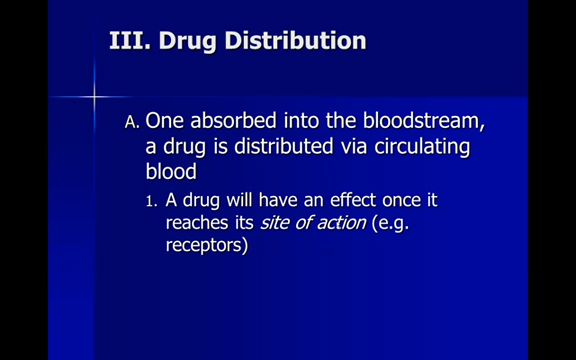 III. Drug Distribution
A. One absorbed into the bloodstream,
a drug is distributed via circulating
blood
1. A drug will have an effect once it
reaches its site of action (e.g.
receptors)